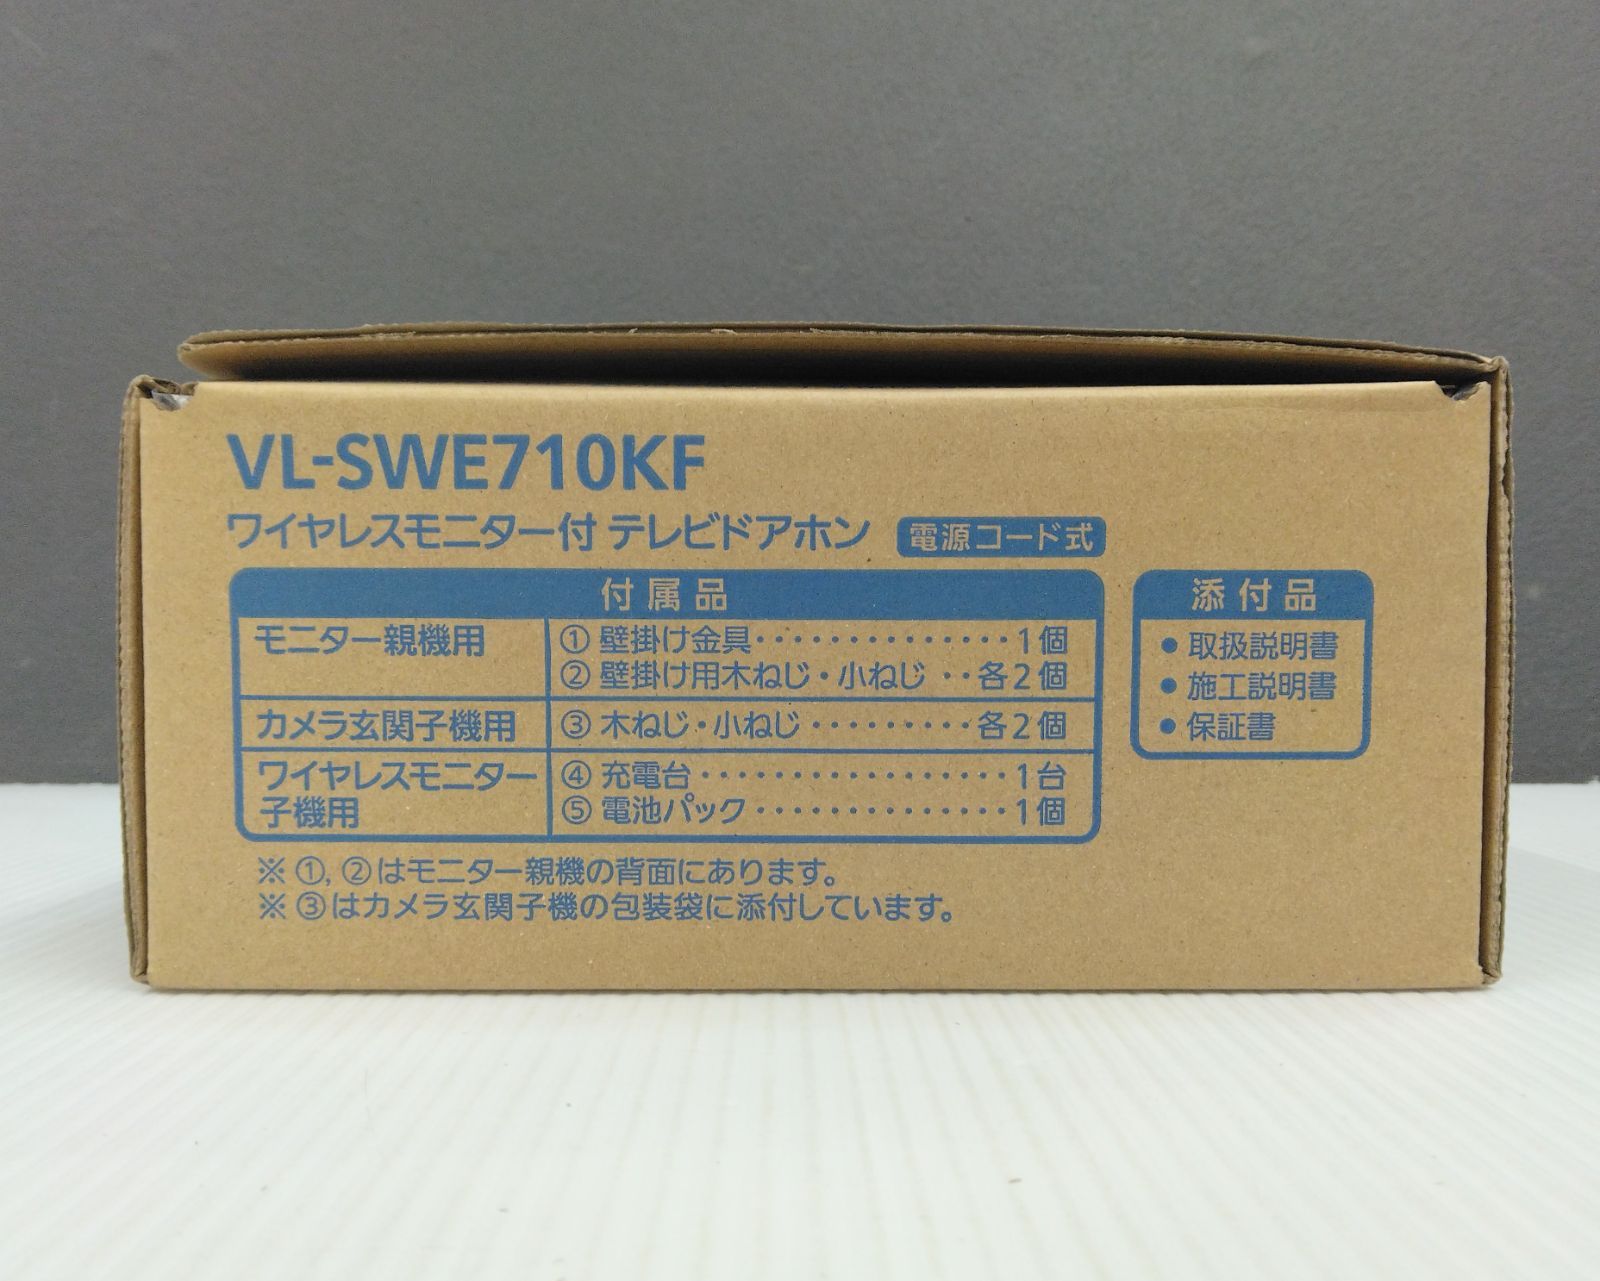 VL-SWE710KF
ワイヤレスモニター付 テレビドアホン 電源コード式
付属品
モニター親機用
① 壁掛け金具・・・・・・・・・・・・・・1個
② 壁掛け用木ねじ・小ねじ ・・各2個
カメラ玄関子機用
③ 木ねじ・小ねじ・・・・・・・・・各2個
ワイヤレスモニター
子機用
④ 充電台・・・・・・・・・・・・・・・・・1台
⑤ 電池パック・・・・・・・・・・・・・・1個
※ ①, ②はモニター親機の背面にあります。
※ ③はカメラ玄関子機の包装袋に添付しています。
添付品
● 取扱説明書
● 施工説明書
● 保証書